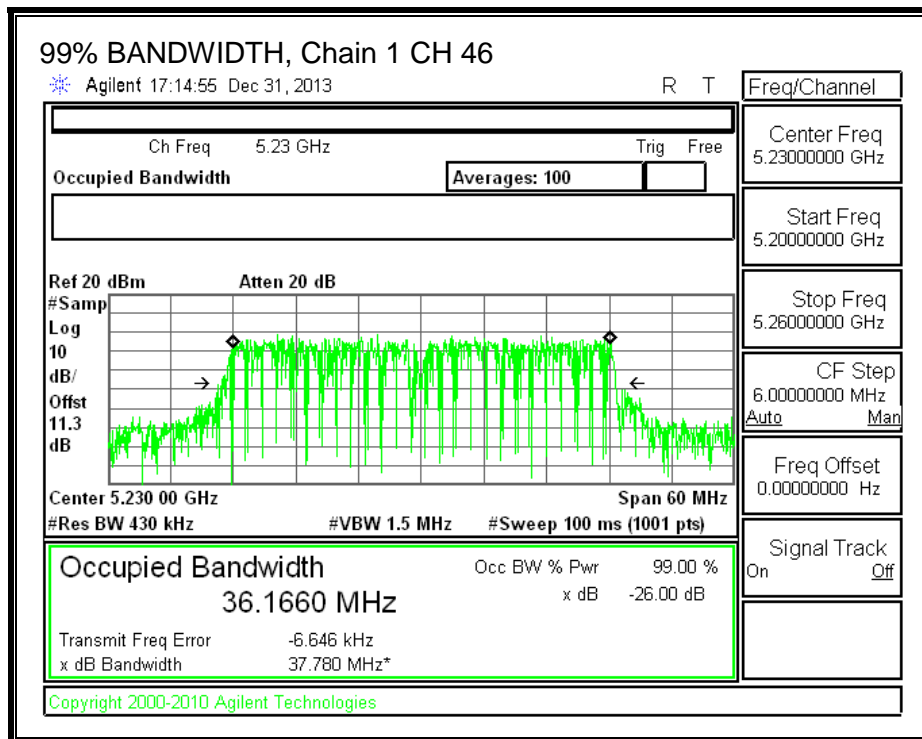 99% BANDWIDTH, Chain 1 CH 46
Agilent 17:14:55 Dec 31, 2013 R T
Freq/Channel
Ch Freq 5.23 GHz Trig Free
Occupied Bandwidth Averages: 100
Center Freq
5.23000000 GHz
Start Freq
5.20000000 GHz
Stop Freq
5.26000000 GHz
CF Step
6.00000000 MHz
Auto Man
Freq Offset
0.00000000 Hz
Signal Track
On Off
Ref 20 dBm Atten 20 dB
#Samp
Log
10
dB/
Offst
11.3
dB
Center 5.230 00 GHz Span 60 MHz
#Res BW 430 kHz #VBW 1.5 MHz #Sweep 100 ms (1001 pts)
Occupied Bandwidth Occ BW % Pwr 99.00 %
36.1660 MHz x dB -26.00 dB
Transmit Freq Error -6.646 kHz
x dB Bandwidth 37.780 MHz*
Copyright 2000-2010 Agilent Technologies